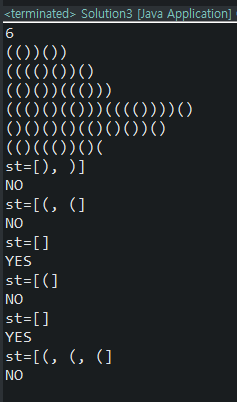 <terminated> Solution3 [Java Application]
6
(())())
(((()())()
(()())((()))
((()()(()))(((())))()
()()()()(()()())()
(()((())()(
st=[), )]
NO
st=[(, (]
NO
st=[]
YES
st=[(]
NO
st=[]
YES
st=[(, (, (]
NO